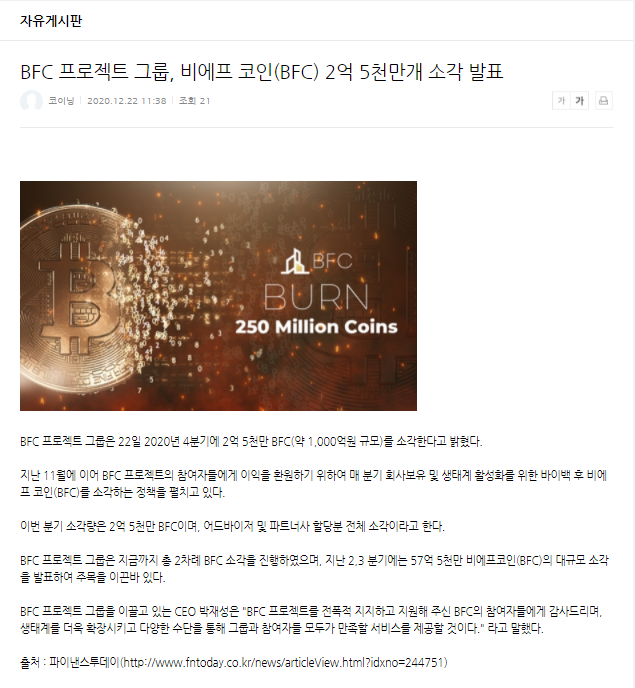 자유게시판
BFC 프로젝트 그룹, 비에프 코인(BFC) 2억 5천만개 소각 발표
코이닝 2020.12.22 11:38 조회 21
가 가
BFC
BURN
250 Million Coins
BFC 프로젝트 그룹은 22일 2020년 4분기에 2억 5천만 BFC(약 1,000억원 규모)를 소각한다고 밝혔다.
지난 11월에 이어 BFC 프로젝트의 참여자들에게 이익을 환원하기 위하여 매 분기 회사보유 및 생태계 활성화를 위한 바이백 후 비에
프 코인(BFC)를 소각하는 정책을 펼치고 있다.
이번 분기 소각량은 2억 5천만 BFC이며, 어드바이저 및 파트너사 할당분 전체 소각이라고 한다.
BFC 프로젝트 그룹은 지금까지 총 2차례 BFC 소각을 진행하였으며, 지난 2,3 분기에는 57억 5천만 비에프코인(BFC)의 대규모 소각
을 발표하여 주목을 이끈바 있다.
BFC 프로젝트 그룹을 이끌고 있는 CEO 박재성은 "BFC 프로젝트를 전폭적 지지하고 지원해 주신 BFC의 참여자들에게 감사드리며,
생태계를 더욱 확장시키고 다양한 수단을 통해 그룹과 참여자들 모두가 만족할 서비스를 제공할 것이다." 라고 말했다.
출처 : 파이낸스투데이(http://www.fntoday.co.kr/news/articleView.html?idxno=244751)